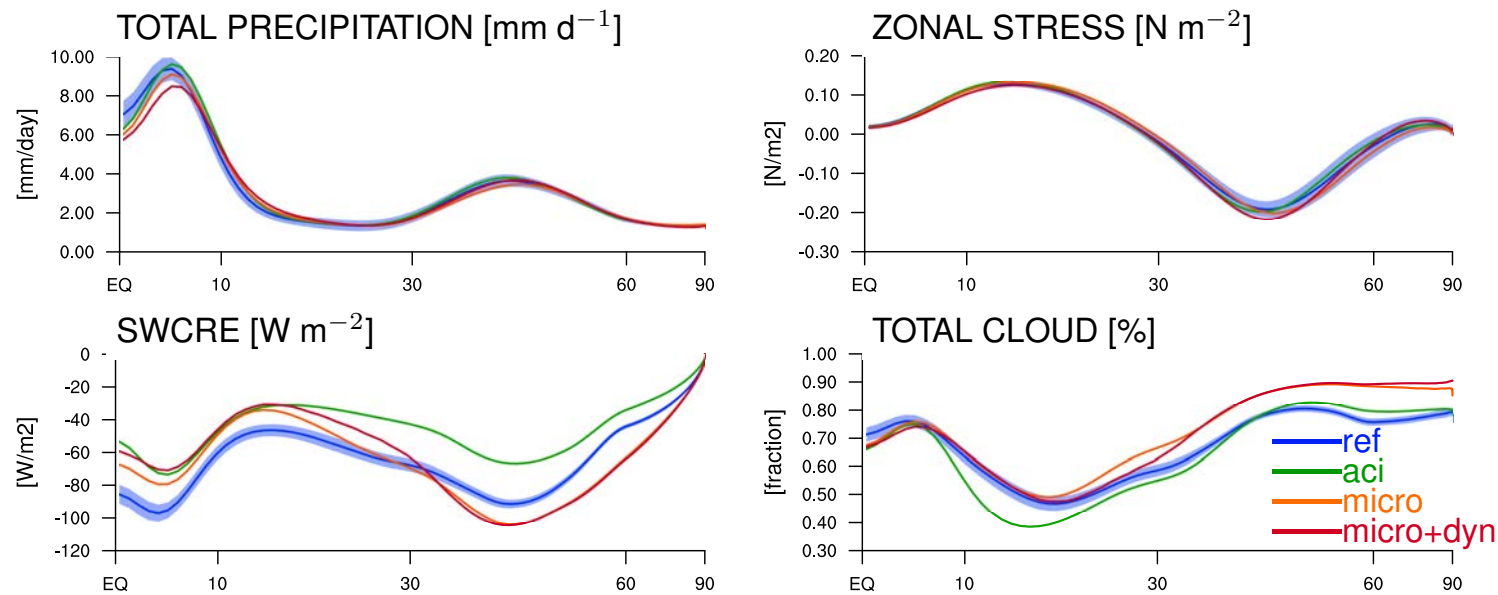 TOTAL PRECIPITATION [mm d⁻¹]
10.00
8.00
6.00
4.00
2.00
0.00
[mm/day]
EQ 10 30 60 90
ZONAL STRESS [N m⁻²]
0.20
0.10
0.00
-0.10
-0.20
-0.30
[N/m2]
EQ 10 30 60 90
SWCRE [W m⁻²]
0
-20
-40
-60
-80
-100
-120
[W/m2]
EQ 10 30 60 90
TOTAL CLOUD [%]
1.00
0.90
0.80
0.70
0.60
0.50
0.40
0.30
[fraction]
ref
aci
micro
micro+dyn
EQ 10 30 60 90